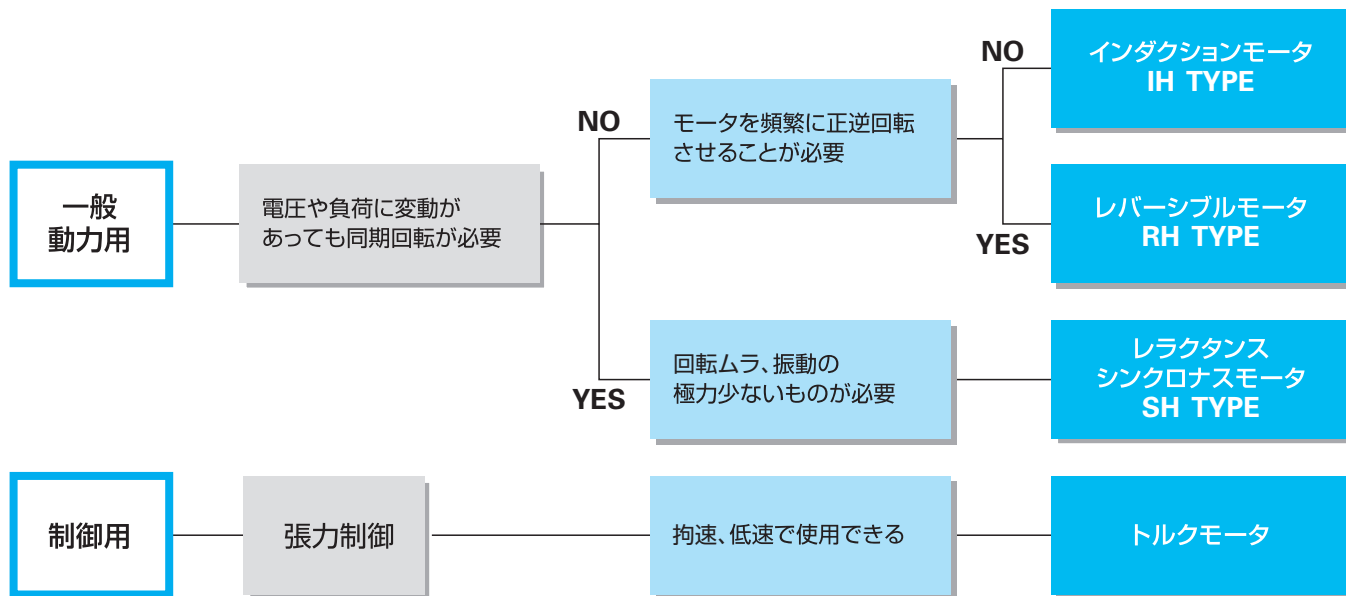 一般
動力用
電圧や負荷に変動が
あっても同期回転が必要
NO
モータを頻繁に正逆回転
させることが必要
NO
インダクションモータ
IH TYPE
YES
レバーシブルモータ
RH TYPE
YES
回転ムラ、振動の
極力少ないものが必要
レラクタンス
シンクロナスモータ
SH TYPE
制御用
張力制御
拘速、低速で使用できる
トルクモータ